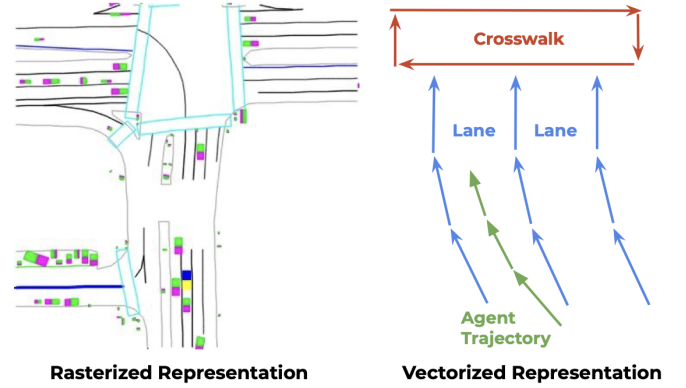 Crosswalk
Lane
Lane
Agent
Trajectory
Rasterized Representation
Vectorized Representation